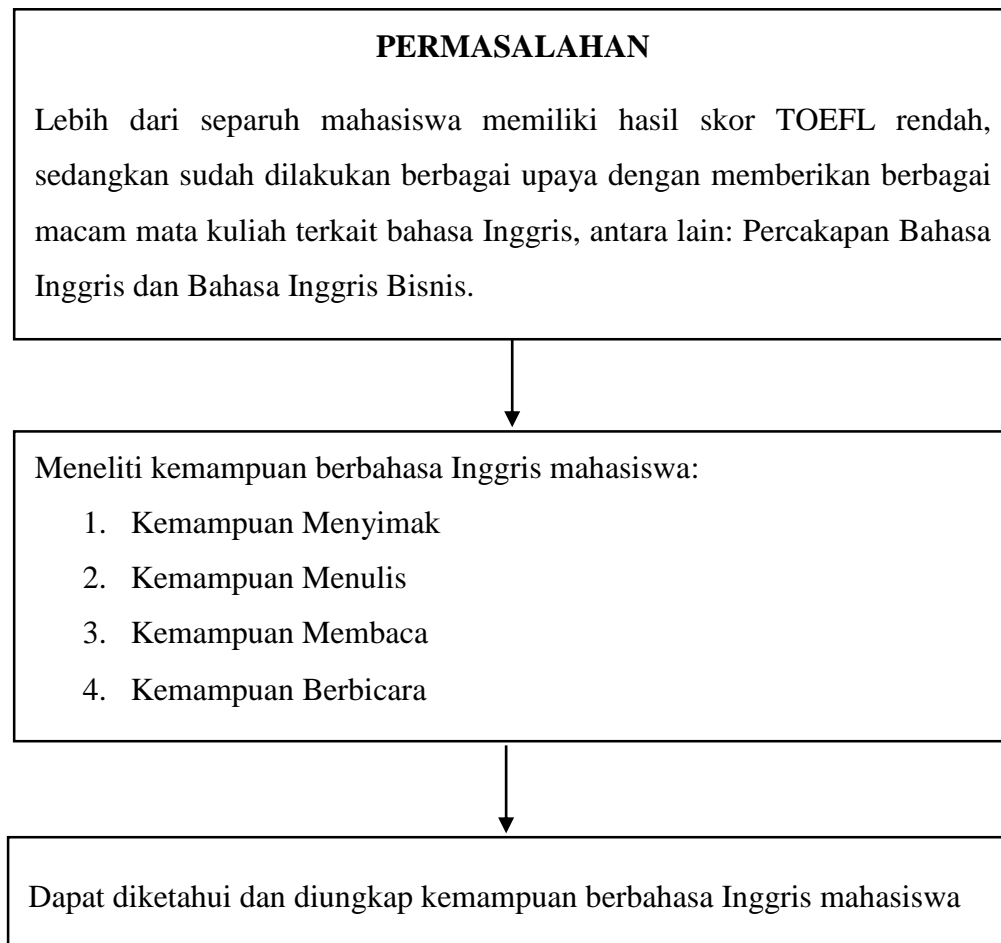 PERMASALAHAN
Lebih dari separuh mahasiswa memiliki hasil skor TOEFL rendah,
sedangkan sudah dilakukan berbagai upaya dengan memberikan berbagai
macam mata kuliah terkait bahasa Inggris, antara lain: Percakapan Bahasa
Inggris dan Bahasa Inggris Bisnis.
Meneliti kemampuan berbahasa Inggris mahasiswa:
1. Kemampuan Menyimak
2. Kemampuan Menulis
3. Kemampuan Membaca
4. Kemampuan Berbicara
Dapat diketahui dan diungkap kemampuan berbahasa Inggris mahasiswa